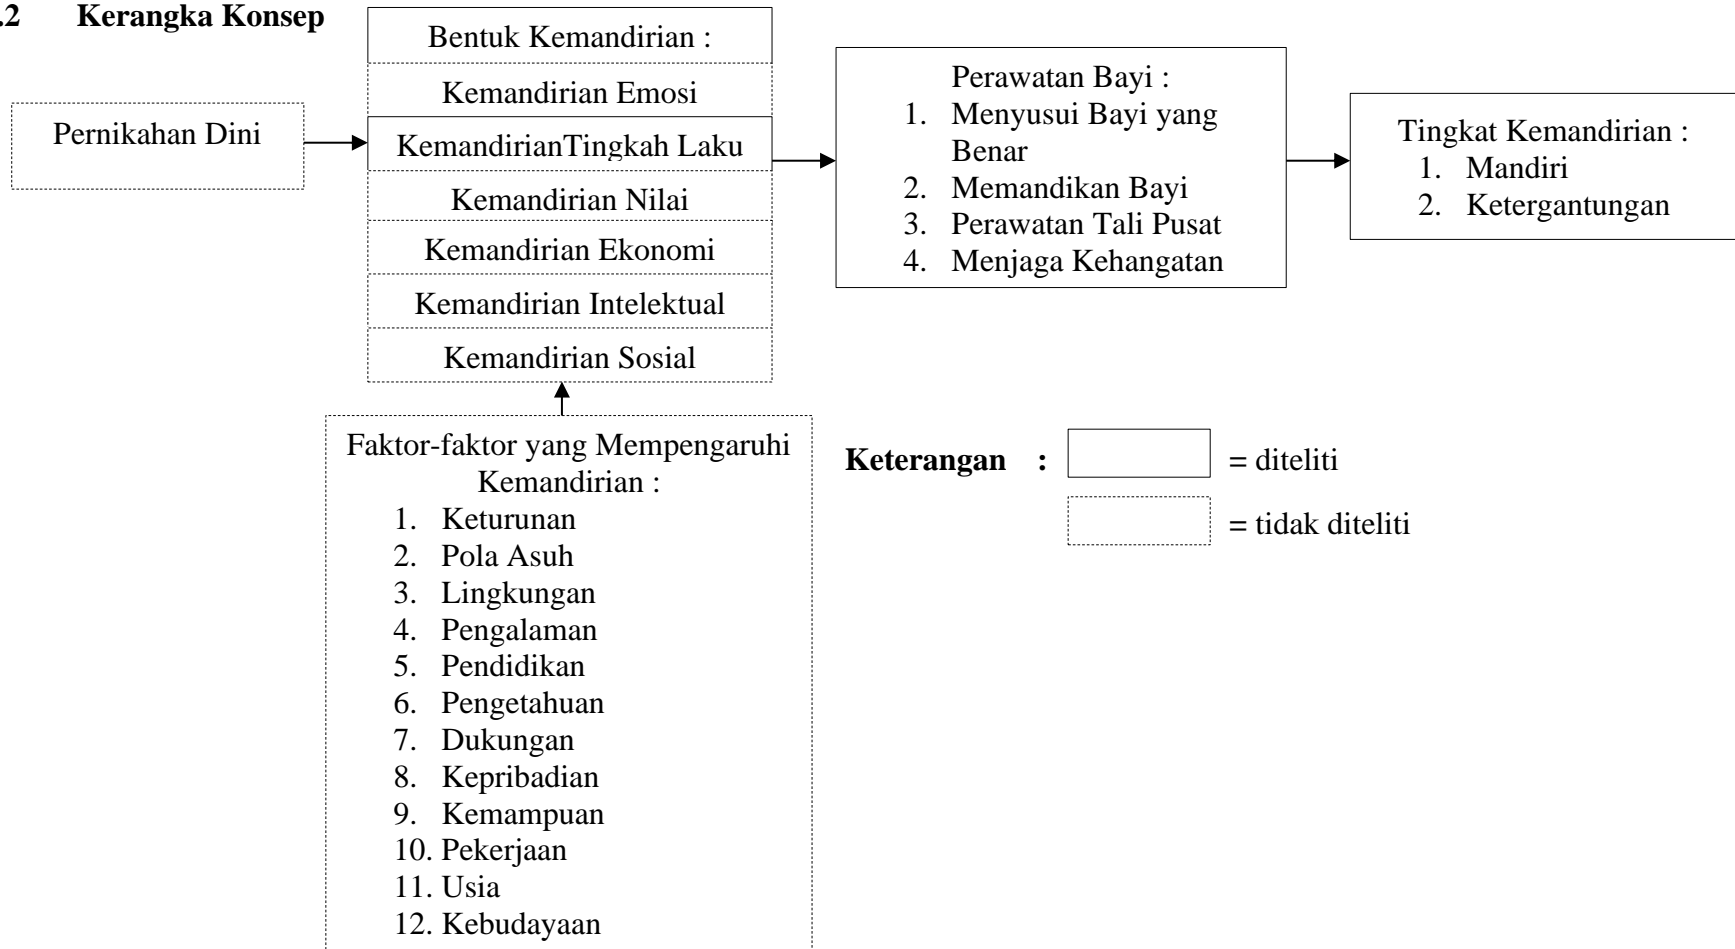 .2 Kerangka Konsep
Bentuk Kemandirian :
Kemandirian Emosi
KemandirianTingkah Laku
Kemandirian Nilai
Kemandirian Ekonomi
Kemandirian Intelektual
Kemandirian Sosial
Pernikahan Dini
Perawatan Bayi :
1. Menyusui Bayi yang
Benar
2. Memandikan Bayi
3. Perawatan Tali Pusat
4. Menjaga Kehangatan
Tingkat Kemandirian :
1. Mandiri
2. Ketergantungan
Faktor-faktor yang Mempengaruhi
Kemandirian :
1. Keturunan
2. Pola Asuh
3. Lingkungan
4. Pengalaman
5. Pendidikan
6. Pengetahuan
7. Dukungan
8. Kepribadian
9. Kemampuan
10. Pekerjaan
11. Usia
12. Kebudayaan
Keterangan : = diteliti
= tidak diteliti